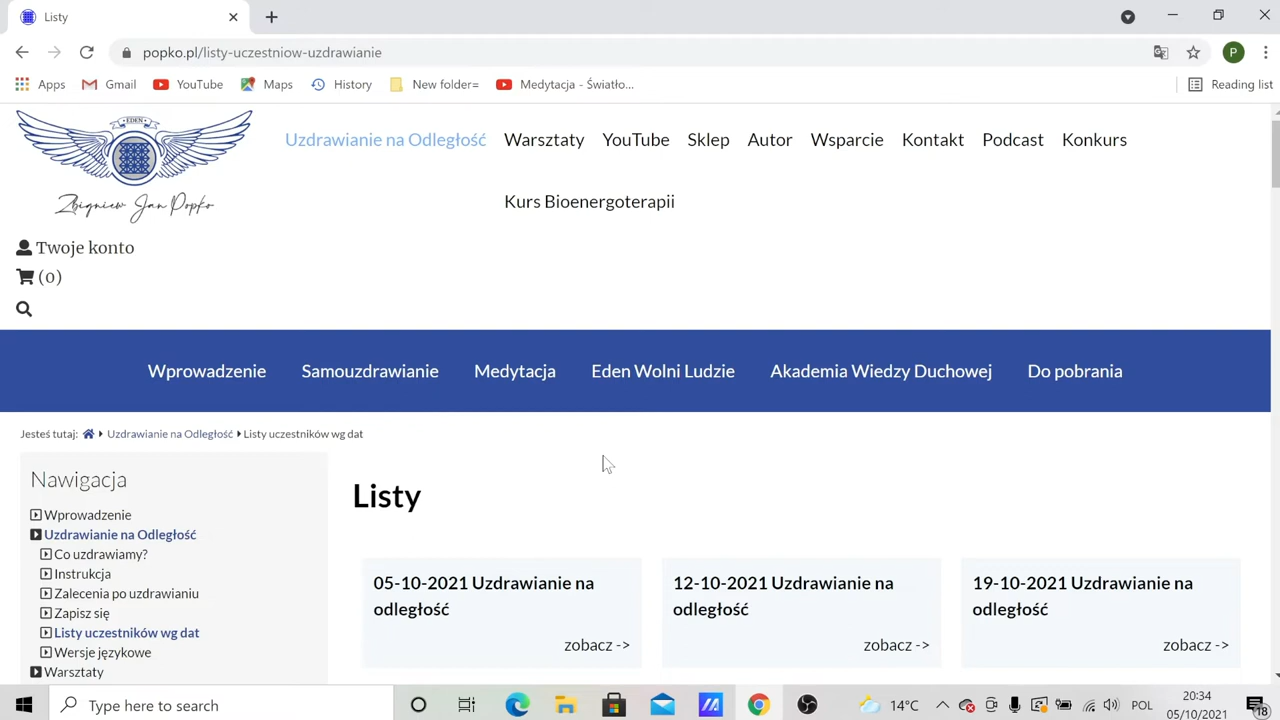 Listy
popko.pl/listy-uczestniow-uzdrawianie
P
Apps
Gmail
YouTube
Maps
History
New folder=
Medytacja - Światło...
Reading list
EDEN
Zbigniew Jan Popko
Uzdrawianie na Odległość
Warsztaty
YouTube
Sklep
Autor
Wsparcie
Kontakt
Podcast
Konkurs
Kurs Bioenergoterapii
Twoje konto
(0)
Wprowadzenie
Samouzdrawianie
Medytacja
Eden Wolni Ludzie
Akademia Wiedzy Duchowej
Do pobrania
Jesteś tutaj:
Uzdrawianie na Odległość
Listy uczestników wg dat
Nawigacja
Wprowadzenie
Uzdrawianie na Odległość
Co uzdrawiamy?
Instrukcja
Zalecenia po uzdrawianiu
Zapisz się
Listy uczestników wg dat
Wersje językowe
Warsztaty
Listy
05-10-2021 Uzdrawianie na
odległość
zobacz ->
12-10-2021 Uzdrawianie na
odległość
zobacz ->
19-10-2021 Uzdrawianie na
odległość
zobacz ->
Type here to search
14°C
POL
20:34
05/10/2021
18